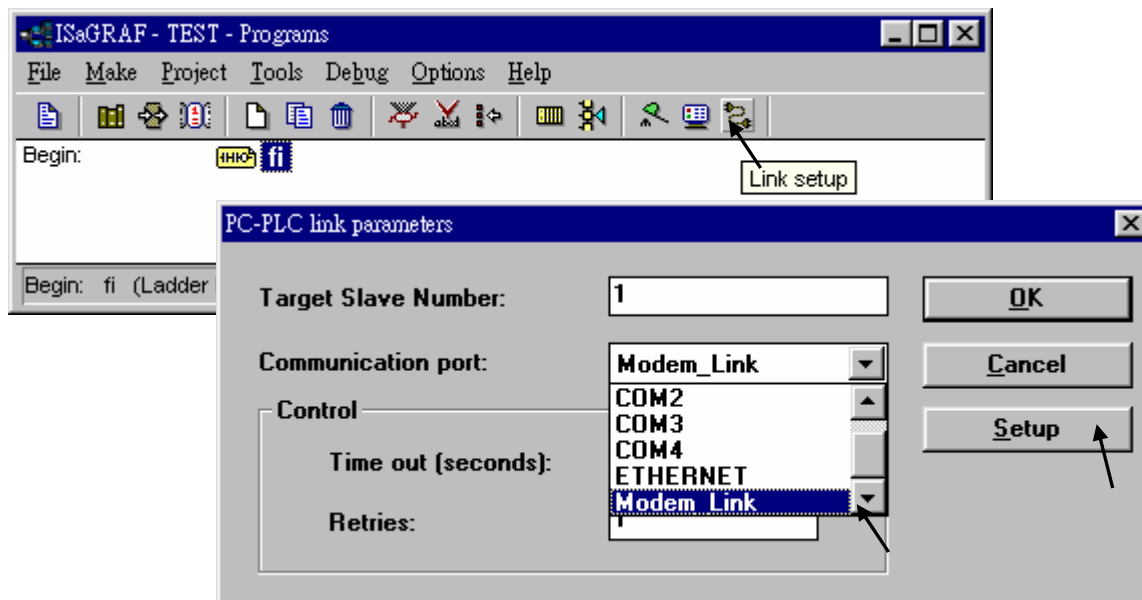 ISaGRAF - TEST - Programs
File Make Project Tools Debug Options Help
Begin: fi
Link setup
PC-PLC link parameters
Begin: fi (Ladder
Target Slave Number: 1 OK
Communication port: Modem_Link Cancel
COM2
Control COM3 Setup
COM4
Time out (seconds): ETHERNET
Modem_Link
Retries: